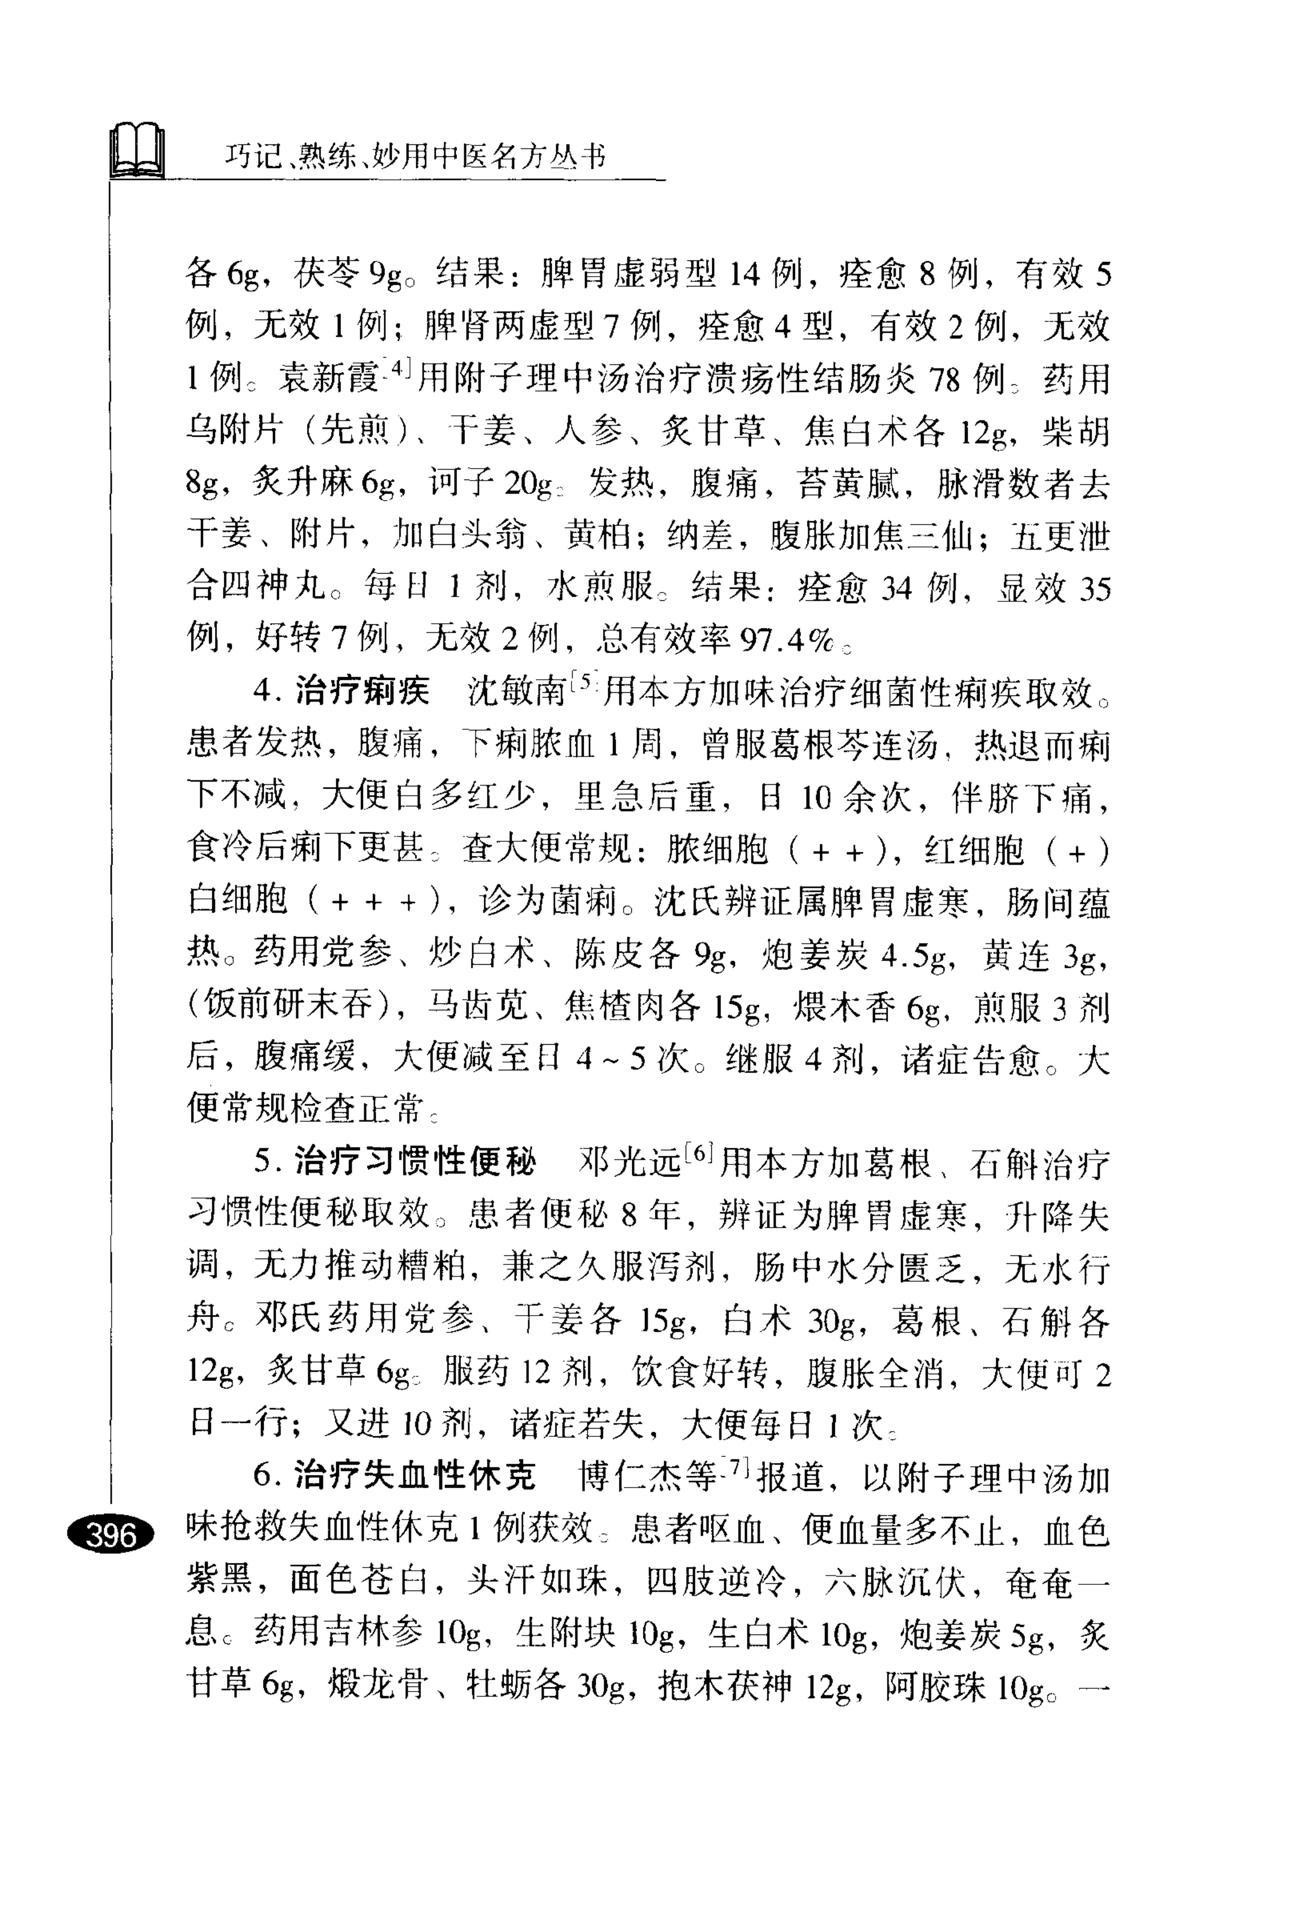 巧记、熟练、妙用中医名方丛书
各 6g，茯苓 9g。结果：脾胃虚弱型 14 例，痊愈 8 例，有效 5
例，无效 1 例；脾肾两虚型 7 例，痊愈 4 型，有效 2 例，无效
1 例。袁新霞[4]用附子理中汤治疗溃疡性结肠炎 78 例。药用
乌附片（先煎）、干姜、人参、炙甘草、焦白术各 12g，柴胡
8g，炙升麻 6g，诃子 20g。发热，腹痛，苔黄腻，脉滑数者去
干姜、附片，加白头翁、黄柏；纳差，腹胀加焦三仙；五更泄
合四神丸。每日 1 剂，水煎服。结果：痊愈 34 例，显效 35
例，好转 7 例，无效 2 例，总有效率 97.4%。
4. 治疗痢疾　沈敏南[5]用本方加味治疗细菌性痢疾取效。
患者发热，腹痛，下痢脓血 1 周，曾服葛根芩连汤，热退而痢
下不减，大便白多红少，里急后重，日 10 余次，伴脐下痛，
食冷后痢下更甚。查大便常规：脓细胞（＋＋），红细胞（＋）
白细胞（＋＋＋），诊为菌痢。沈氏辨证属脾胃虚寒，肠间蕴
热。药用党参、炒白术、陈皮各 9g，炮姜炭 4.5g，黄连 3g，
(饭前研末吞)，马齿苋、焦楂肉各 15g，煨木香 6g，煎服 3 剂
后，腹痛缓，大便减至日 4～5 次。继服 4 剂，诸症告愈。大
便常规检查正常。
5. 治疗习惯性便秘　邓光远[6]用本方加葛根、石斛治疗
习惯性便秘取效。患者便秘 8 年，辨证为脾胃虚寒，升降失
调，无力推动糟粕，兼之久服泻剂，肠中水分匮乏，无水行
舟。邓氏药用党参、干姜各 15g，白术 30g，葛根、石斛各
12g，炙甘草 6g。服药 12 剂，饮食好转，腹胀全消，大便可 2
日一行；又进 10 剂，诸症若失，大便每日 1 次。
6. 治疗失血性休克　博仁杰等[7]报道，以附子理中汤加
味抢救失血性休克 1 例获效。患者呕血、便血量多不止，血色
紫黑，面色苍白，头汗如珠，四肢逆冷，六脉沉伏，奄奄一
息。药用吉林参 10g，生附块 10g，生白术 10g，炮姜炭 5g，炙
甘草 6g，煅龙骨、牡蛎各 30g，抱木茯神 12g，阿胶珠 10g。一
396